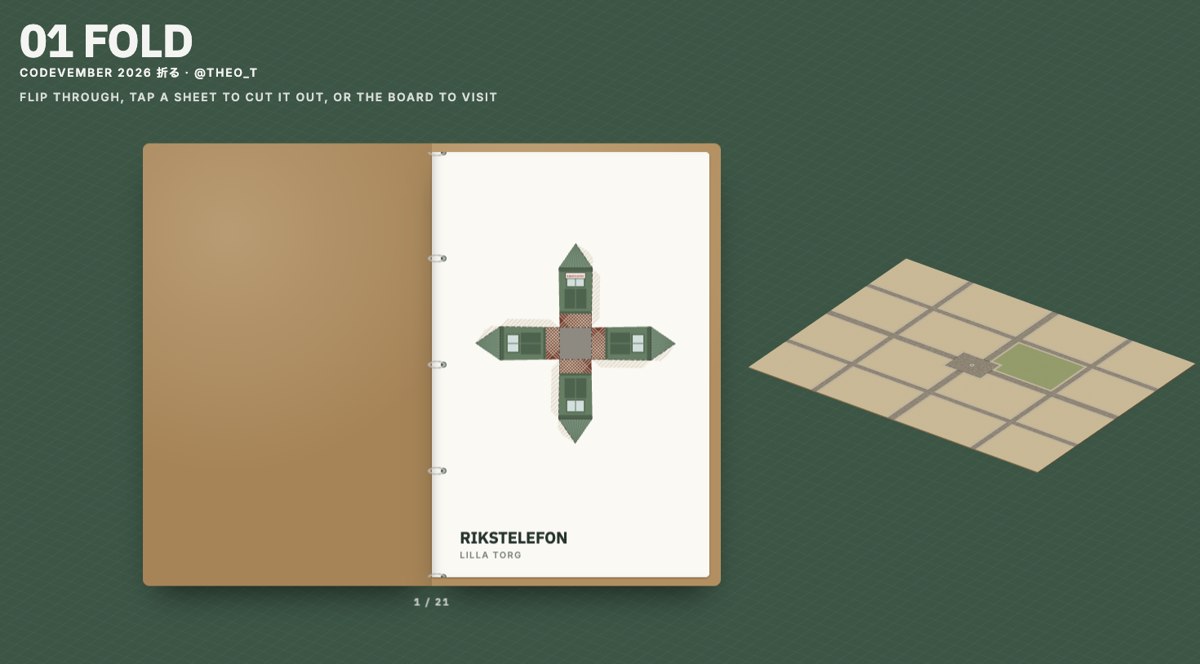 01 FOLD
CODEVEMBER 2026 折る · @THEO_T
FLIP THROUGH, TAP A SHEET TO CUT IT OUT, OR THE BOARD TO VISIT
RIKSTELEFON
LILLA TORG
1 / 21